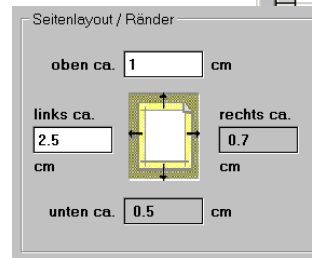 Seitenlayout / Ränder
oben ca. 1 cm
links ca.
2.5
cm
rechts ca.
0.7
cm
unten ca. 0.5 cm